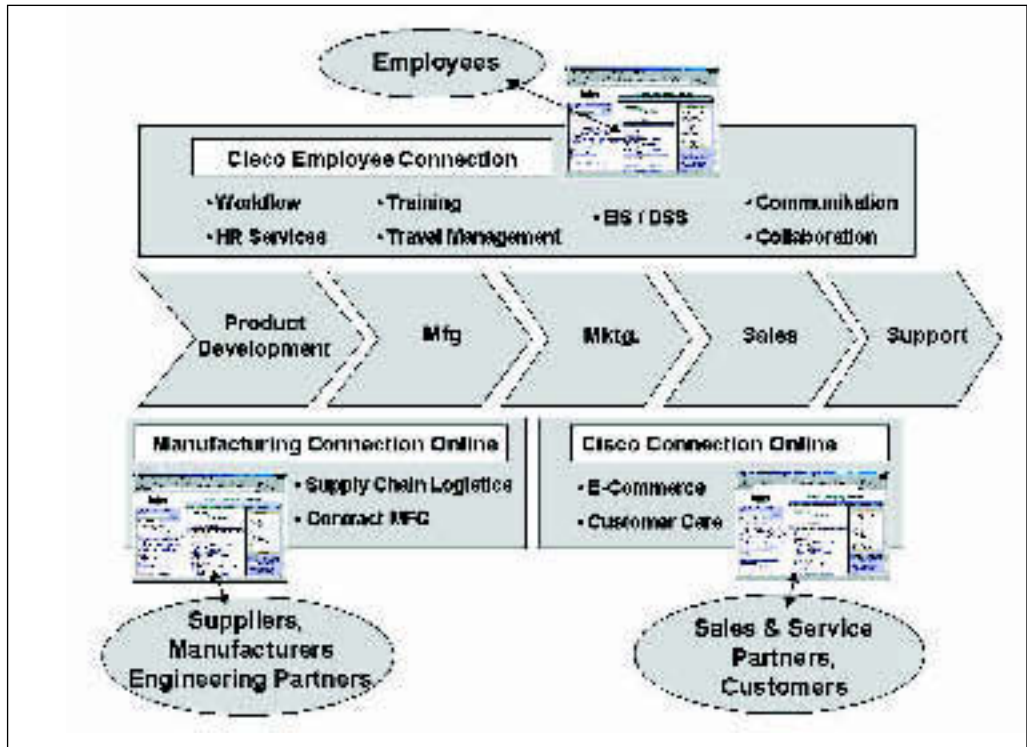 Employees
Cisco Employee Connection
• Workflow
• Training
• EIS / DSS
• Communikation
• HR Services
• Travel Management
• Collaboration
Product
Development
Mfg
Mktg.
Sales
Support
Manufacturing Connection Online
• Supply Chain Logistics
• Contract MFG
Cisco Connection Online
• E-Commerce
• Customer Care
Suppliers,
Manufacturers
Engineering Partners
Sales & Service
Partners,
Customers